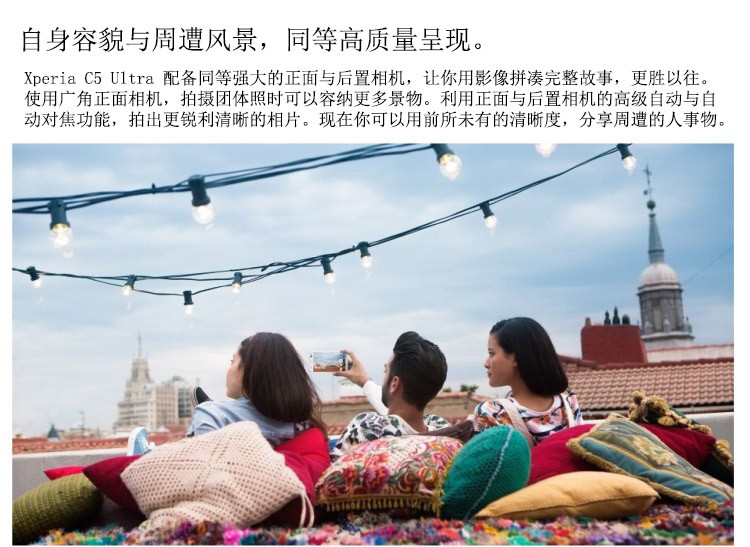 自身容貌与周遭风景，同等高质量呈现。
Xperia C5 Ultra 配备同等强大的正面与后置相机，让你用影像拼凑完整故事，更胜以往。
使用广角正面相机，拍摄团体照时可以容纳更多景物。利用正面与后置相机的高级自动与自
动对焦功能，拍出更锐利清晰的相片。现在你可以用前所未有的清晰度，分享周遭的人事物。